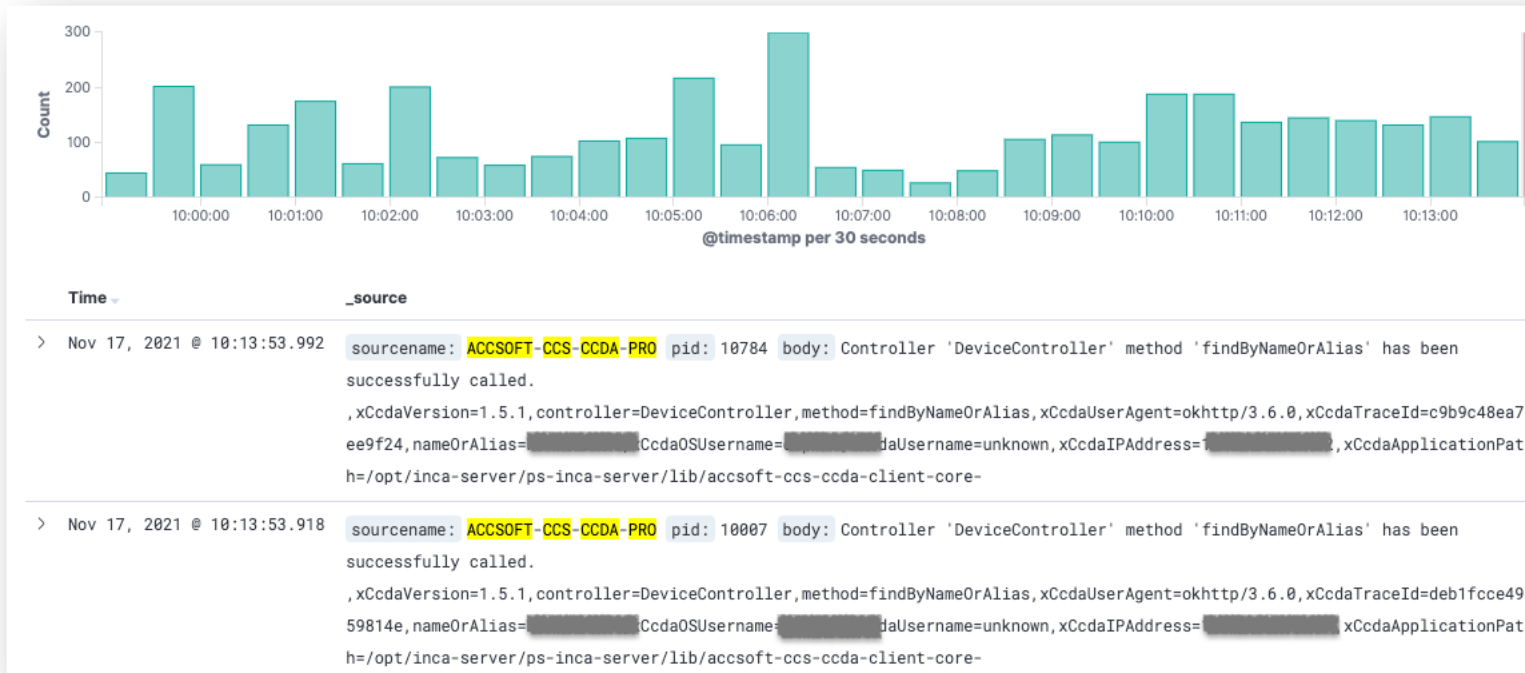 300
200
100
0
Count
10:00:00 10:01:00 10:02:00 10:03:00 10:04:00 10:05:00 10:06:00 10:07:00 10:08:00 10:09:00 10:10:00 10:11:00 10:12:00 10:13:00
@timestamp per 30 seconds
Time _source
Nov 17, 2021 @ 10:13:53.992 sourcename: ACCSOFT-CCS-CCDA-PRO pid: 10784 body: Controller 'DeviceController' method 'findByNameOrAlias' has been
successfully called.
,xCcdaVersion=1.5.1,controller=DeviceController,method=findByNameOrAlias,xCcdaUserAgent=okhttp/3.6.0,xCcdaTraceId=c9b9c48ea7
ee9f24,nameOrAlias= CcdaOSUsername= daUsername=unknown,xCcdaIPAddress= ,xCcdaApplicationPat
h=/opt/inca-server/ps-inca-server/lib/accsoft-ccs-ccda-client-core-
Nov 17, 2021 @ 10:13:53.918 sourcename: ACCSOFT-CCS-CCDA-PRO pid: 10007 body: Controller 'DeviceController' method 'findByNameOrAlias' has been
successfully called.
,xCcdaVersion=1.5.1,controller=DeviceController,method=findByNameOrAlias,xCcdaUserAgent=okhttp/3.6.0,xCcdaTraceId=deb1fcce49
59814e,nameOrAlias= CcdaOSUsername= daUsername=unknown,xCcdaIPAddress= xCcdaApplicationPat
h=/opt/inca-server/ps-inca-server/lib/accsoft-ccs-ccda-client-core-